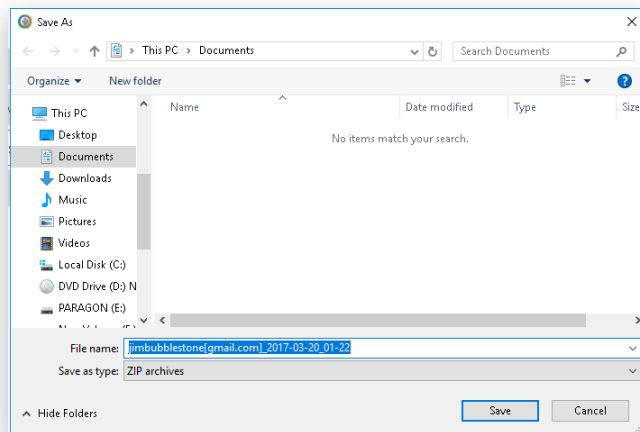 Save As
This PC > Documents
Search Documents
Organize
New folder
?
Name
Date modified
Type
Size
No items match your search.
This PC
Desktop
Documents
Downloads
Music
Pictures
Videos
Local Disk (C:)
DVD Drive (D:) N
PARAGON (E:)
File name: jimbubblestone[gmail.com]_2017-03-20_01-22
Save as type: ZIP archives
Hide Folders
Save
Cancel